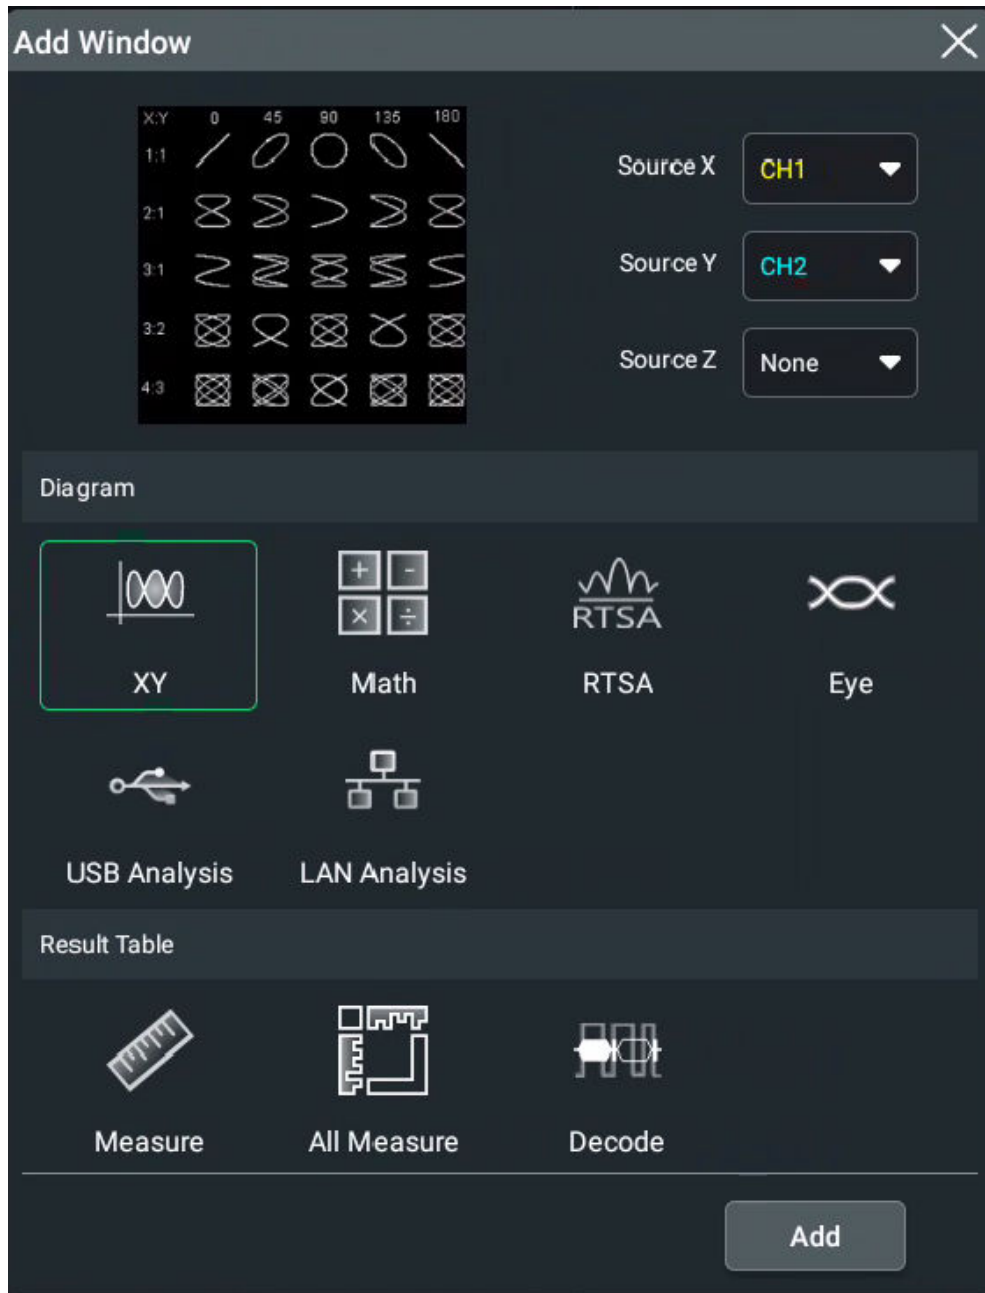 Add Window
X:Y 0 45 90 135 180
1:1
2:1
3:1
3:2
4:3
Source X CH1
Source Y CH2
Source Z None
Diagram
+ -
× ÷
RTSA
XY Math RTSA Eye
USB Analysis LAN Analysis
Result Table
Measure All Measure Decode
Add